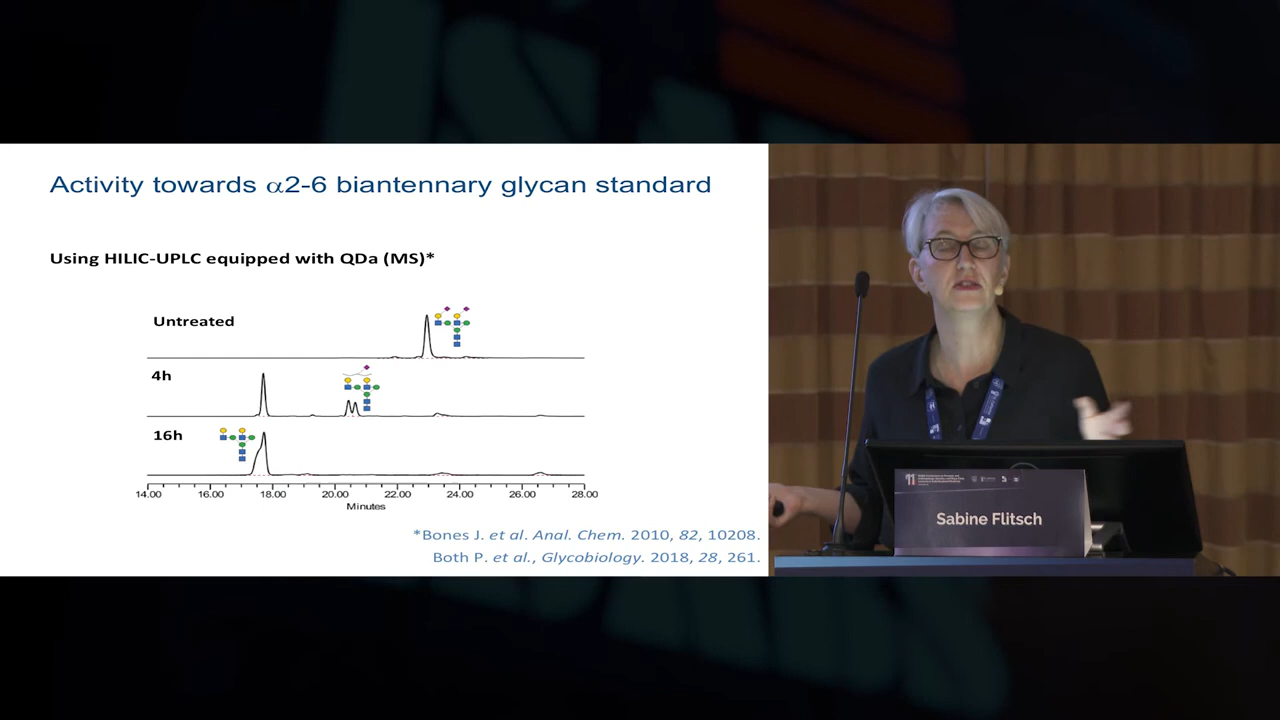 Activity towards α2-6 biantennary glycan standard
Using HILIC-UPLC equipped with QDa (MS)*
Untreated
4h
16h
14.00 16.00 18.00 20.00 22.00 24.00 26.00 28.00
Minutes
*Bones J. et al. Anal. Chem. 2010, 82, 10208.
Both P. et al., Glycobiology. 2018, 28, 261.
11
Sabine Flitsch